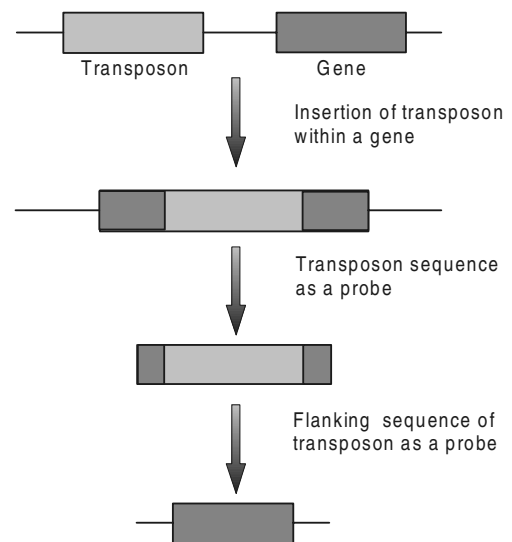 Transposon Gene
Insertion of transposon
within a gene
Transposon sequence
as a probe
Flanking sequence of
transposon as a probe